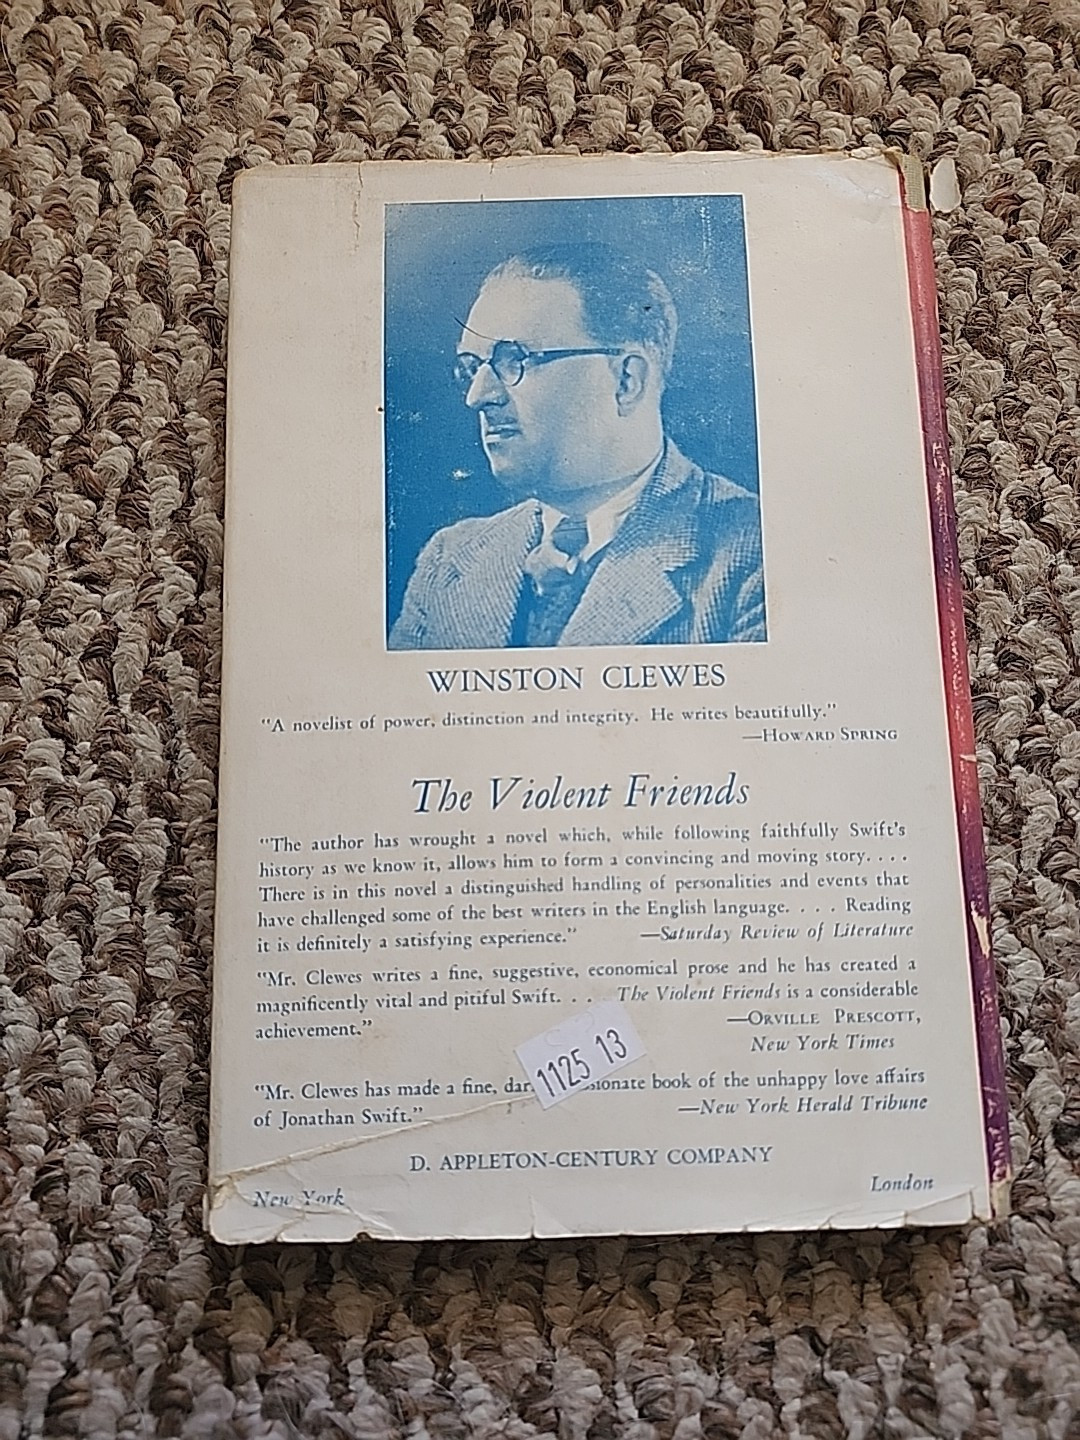 WINSTON CLEWES
"A novelist of power, distinction and integrity. He writes beautifully."
—HOWARD SPRING
The Violent Friends
"The author has wrought a novel which, while following faithfully Swift's
history as we know it, allows him to form a convincing and moving story. . . .
There is in this novel a distinguished handling of personalities and events that
have challenged some of the best writers in the English language. . . . Reading
it is definitely a satisfying experience." —Saturday Review of Literature
"Mr. Clewes writes a fine, suggestive, economical prose and he has created a
magnificently vital and pitiful Swift. . . . The Violent Friends is a considerable
achievement." —ORVILLE PRESCOTT,
New York Times
1125 13
"Mr. Clewes has made a fine, book of the unhappy love affairs
of Jonathan Swift." —New York Herald Tribune
D. APPLETON-CENTURY COMPANY
New York London